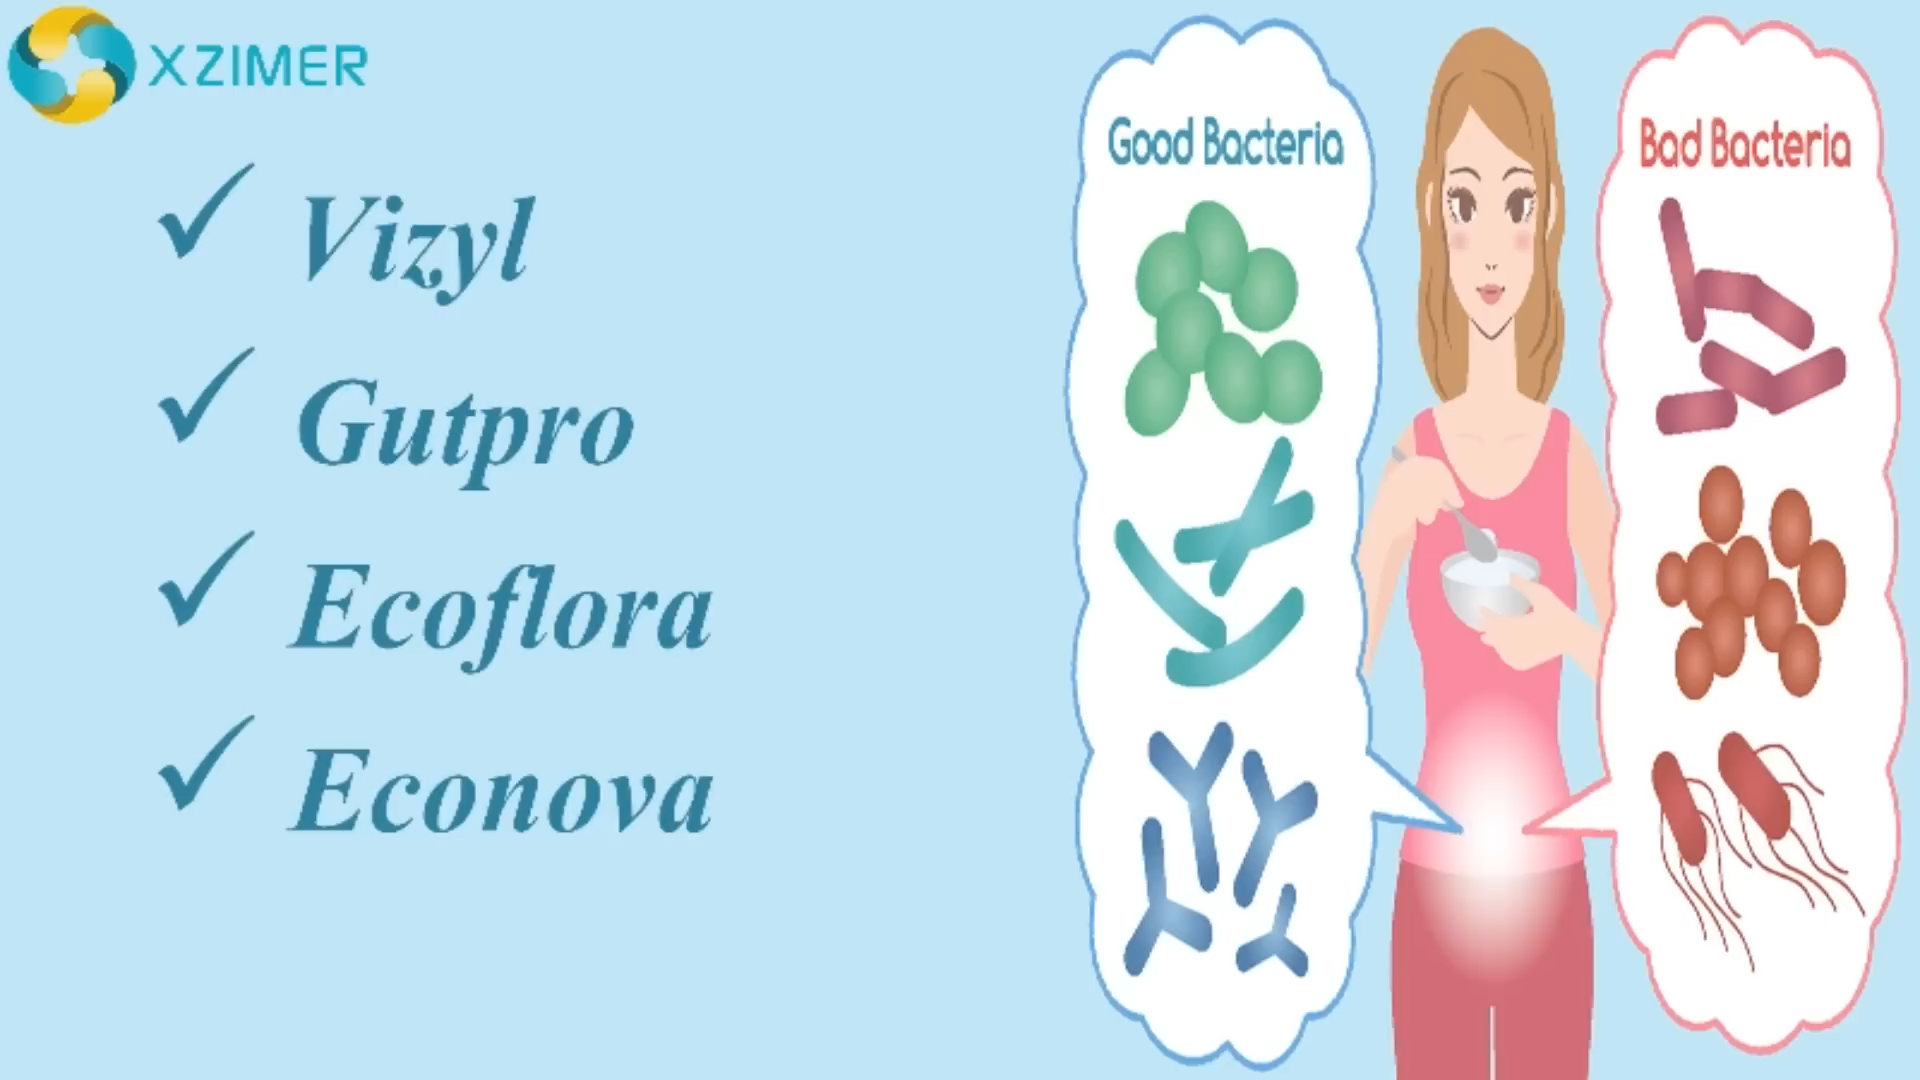 XZIMER
Vizyl
Gutpro
Ecoflora
Econova
Good Bacteria
Bad Bacteria